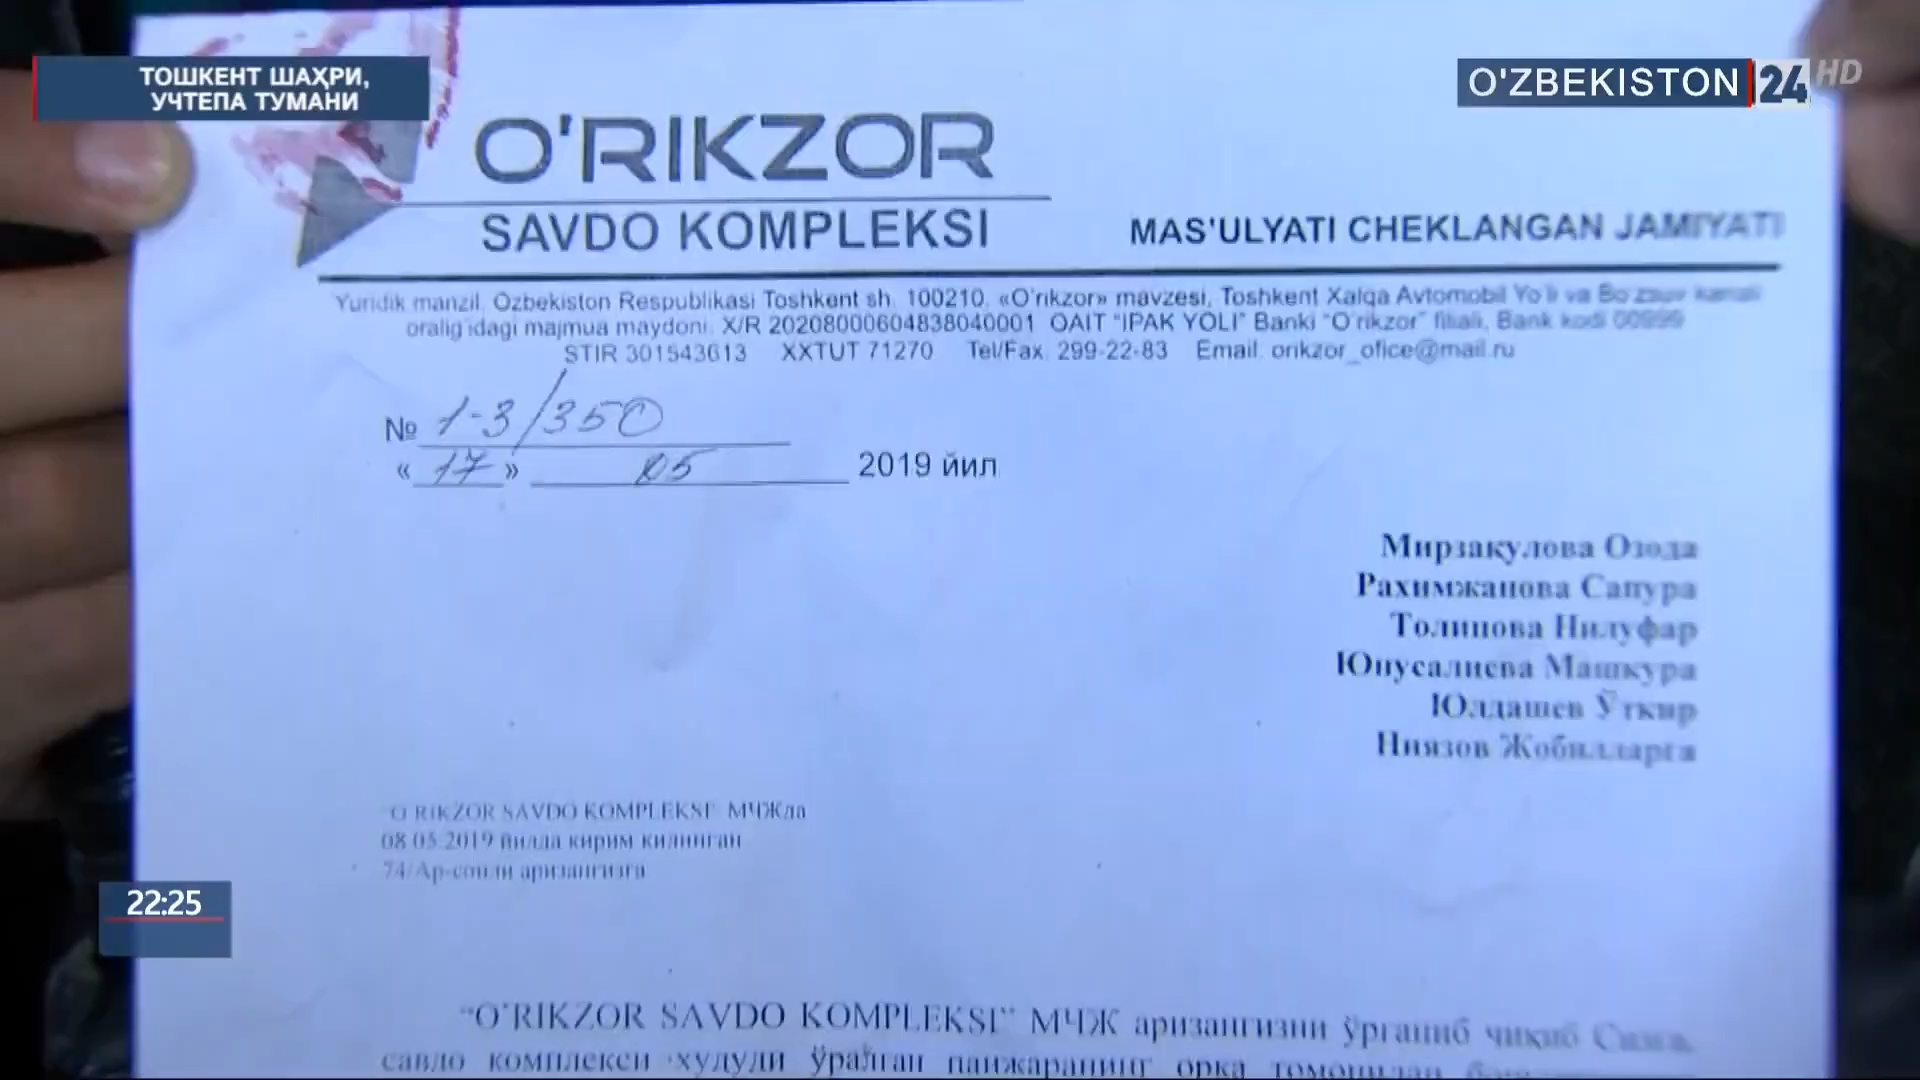 ТОШКЕНТ ШАҲРИ,
УЧТЕПА ТУМАНИ
O'ZBEKISTON 24 HD
O'RIKZOR
SAVDO KOMPLEKSI
MAS'ULYATI CHEKLANGAN JAMIYATI
Yuridik manzil. Ozbekiston Respublikasi Toshkent sh. 100210. «O'rikzor» mavzesi, Toshkent Xalqa Avtomobil Yo'li va Bo'zsuv kanali
oralig'idagi majmua maydoni. X/R 20208000604838040001 OAIT "IPAK YOLI" Banki "O'rikzor" filiali, Bank kodi 00999
STIR 301543613 XXTUT 71270 Tel/Fax. 299-22-83 Email. orikzor_ofice@mail.ru
№ 1-3/350
« 17 » 05 2019 йил
Мирзакулова Озода
Рахимжанова Сапура
Толипова Нилуфар
Юнусалиева Машкура
Юлдашев Ўткир
Ниязов Жобилларга
"O'RIKZOR SAVDO KOMPLEKSI" МЧЖда
08.05.2019 йилда кирим килинган
74/Ар-сонли аризангизга
22:25
"O'RIKZOR SAVDO KOMPLEKSI" МЧЖ аризангизни ўрганиб чиқиб Сизга,
савдо комплекси худуди ўралган панжаранинг орқа томонидан